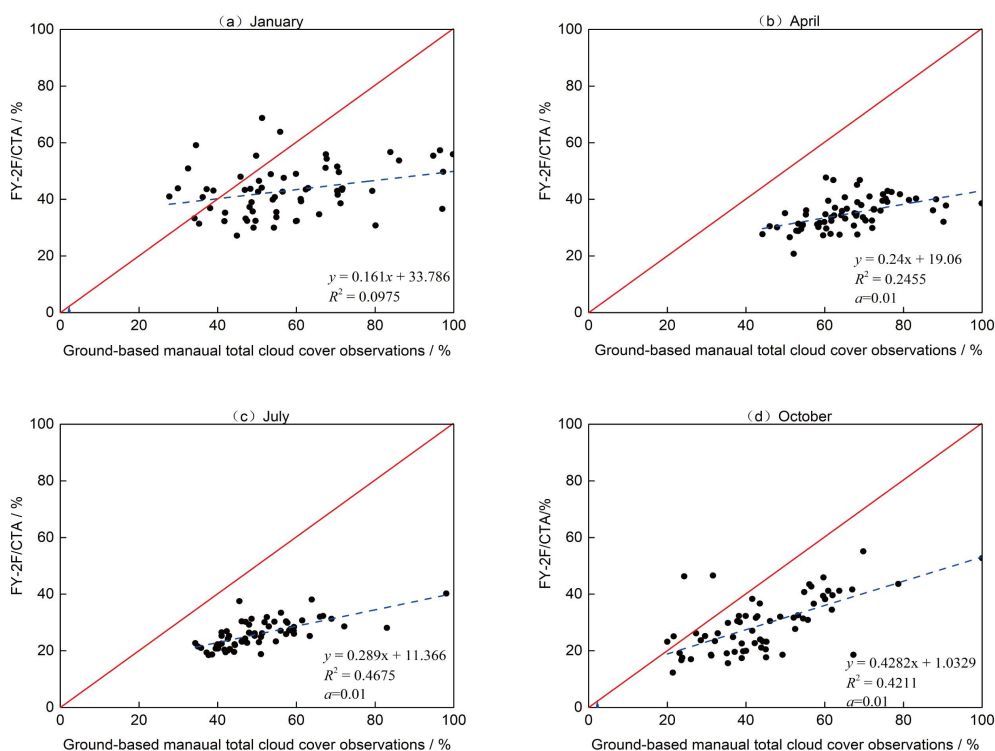 （a）January
100
80
60
40
20
0
FY-2F/CTA / %
y = 0.161x + 33.786
R² = 0.0975
0 20 40 60 80 100
Ground-based manaual total cloud cover observations / %
（b）April
100
80
60
40
20
0
FY-2F/CTA / %
y = 0.24x + 19.06
R² = 0.2455
a=0.01
0 20 40 60 80 100
Ground-based manaual total cloud cover observations / %
（c）July
100
80
60
40
20
0
FY-2F/CTA / %
y = 0.289x + 11.366
R² = 0.4675
a=0.01
0 20 40 60 80 100
Ground-based manaual total cloud cover observations / %
（d）October
100
80
60
40
20
0
FY-2F/CTA/%
y = 0.4282x + 1.0329
R² = 0.4211
a=0.01
0 20 40 60 80 100
Ground-based manaual total cloud cover observations / %